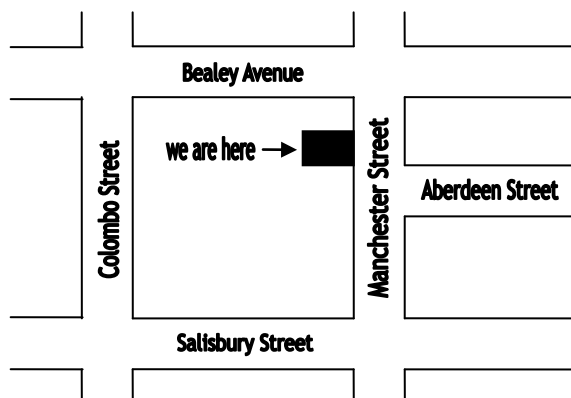 Bealey Avenue
we are here
Colombo Street
Manchester Street
Aberdeen Street
Salisbury Street